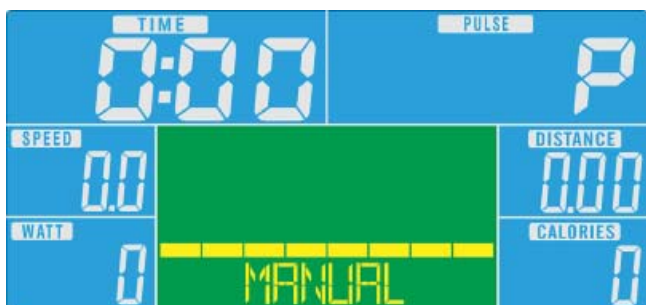 TIME PULSE
0:00 P
SPEED DISTANCE
0.0 0.00
WATT CALORIES
0 0
MANUAL